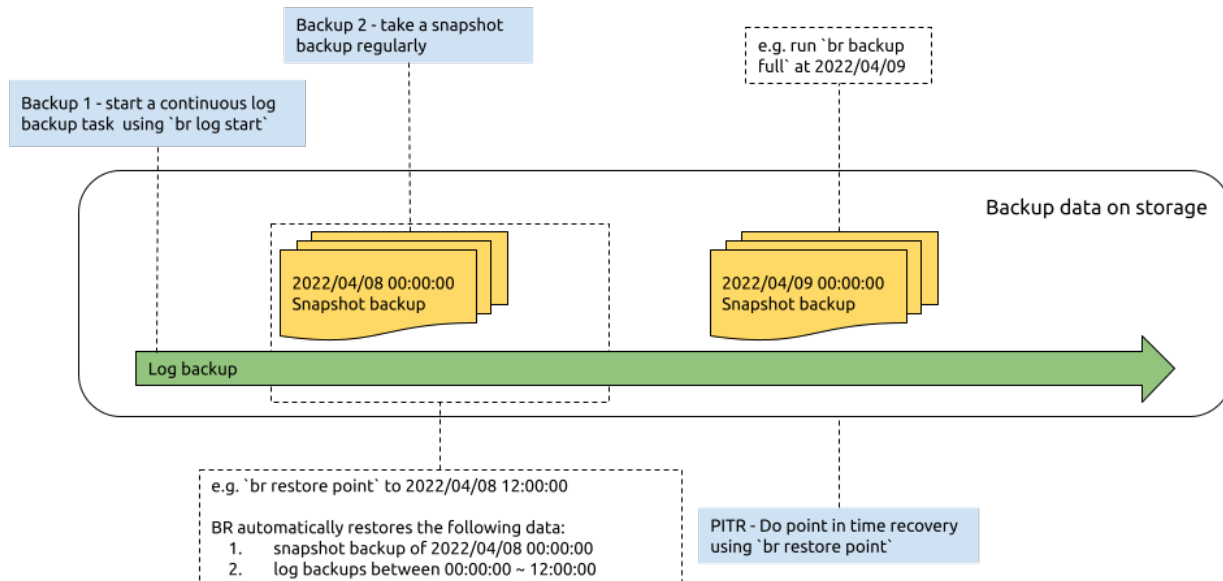 Backup 2 - take a snapshot
backup regularly
e.g. run `br backup
full` at 2022/04/09
Backup 1 - start a continuous log
backup task  using `br log start`
Backup data on storage
2022/04/08 00:00:00
Snapshot backup
2022/04/09 00:00:00
Snapshot backup
Log backup
e.g. `br restore point` to 2022/04/08 12:00:00
BR automatically restores the following data:
1. snapshot backup of 2022/04/08 00:00:00
2. log backups between 00:00:00 ~ 12:00:00
PITR - Do point in time recovery
using `br restore point`